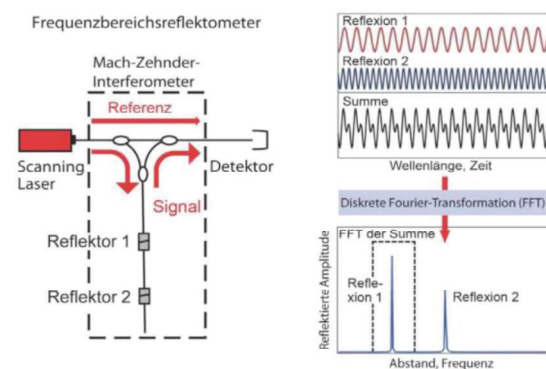 Frequenzbereichsreflektometer
Mach-Zehnder-
Interferometer
Referenz
Scanning
Laser
Detektor
Signal
Reflektor 1
Reflektor 2
Reflexion 1
Reflexion 2
Summe
Wellenlänge, Zeit
Diskrete Fourier-Transformation (FFT)
FFT der Summe
Reflektierte Amplitude
Refle-
xion 1
Reflexion 2
Abstand, Frequenz